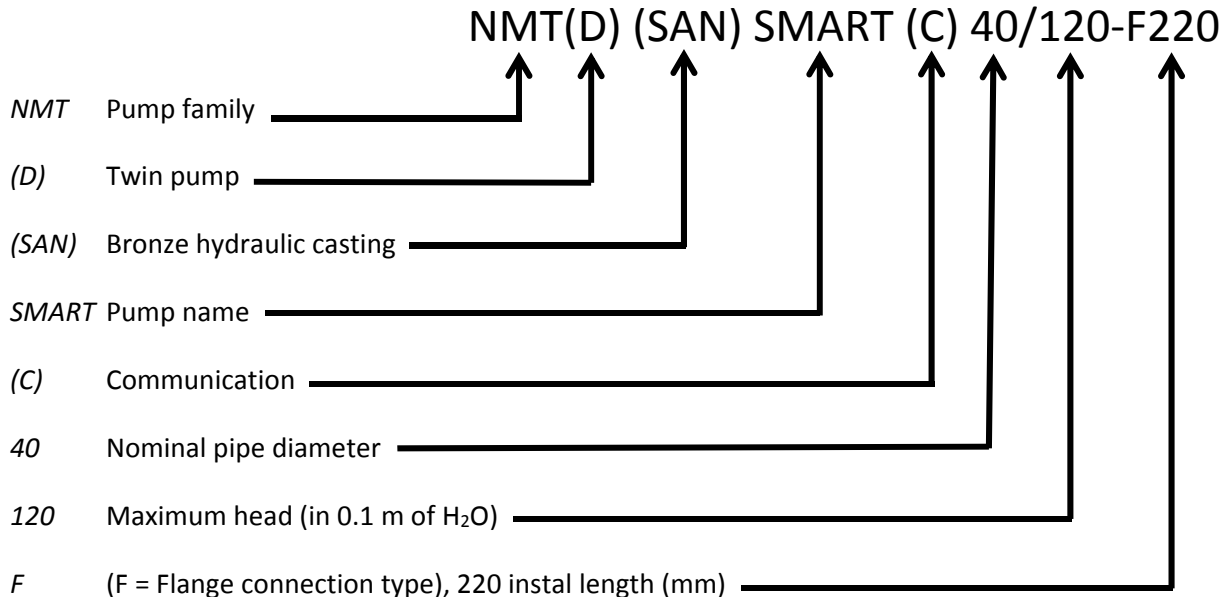 NMT(D) (SAN) SMART (C) 40/120-F220
NMT Pump family
(D) Twin pump
(SAN) Bronze hydraulic casting
SMART Pump name
(C) Communication
40 Nominal pipe diameter
120 Maximum head (in 0.1 m of H₂O)
F (F = Flange connection type), 220 instal length (mm)